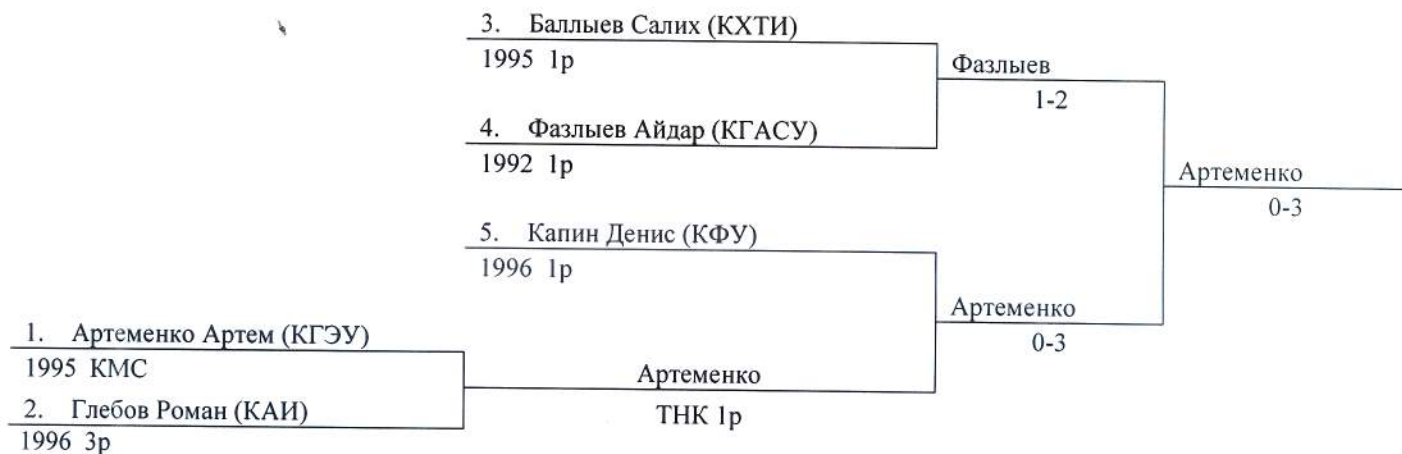 3. Баллыев Салих (КХТИ)
1995 1р
Фазлыев
1-2
4. Фазлыев Айдар (КГАСУ)
1992 1р
Артеменко
0-3
5. Капин Денис (КФУ)
1996 1р
Артеменко
0-3
1. Артеменко Артем (КГЭУ)
1995 КМС
Артеменко
ТНК 1р
2. Глебов Роман (КАИ)
1996 3р